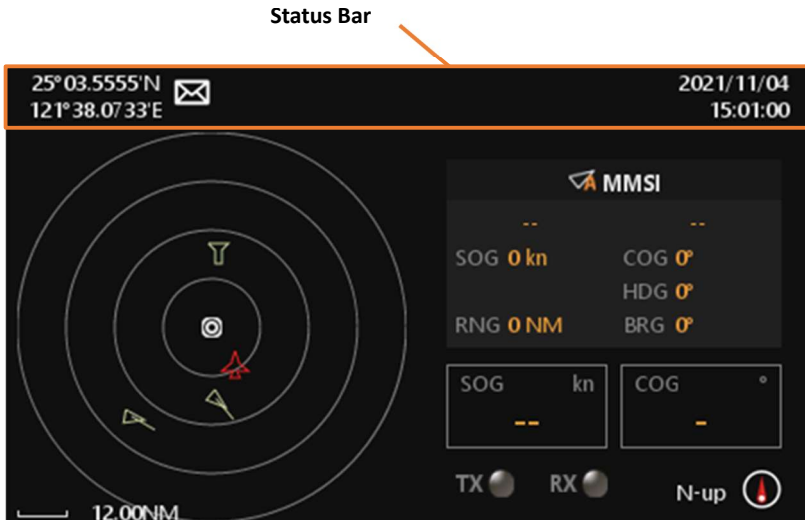 Status Bar
25° 03.5555'N
121° 38.0733'E
2021/11/04
15:01:00
A MMSI
-- --
SOG 0 kn COG 0°
HDG 0°
RNG 0 NM BRG 0°
SOG kn COG °
-- -
TX RX N-up
12.00NM